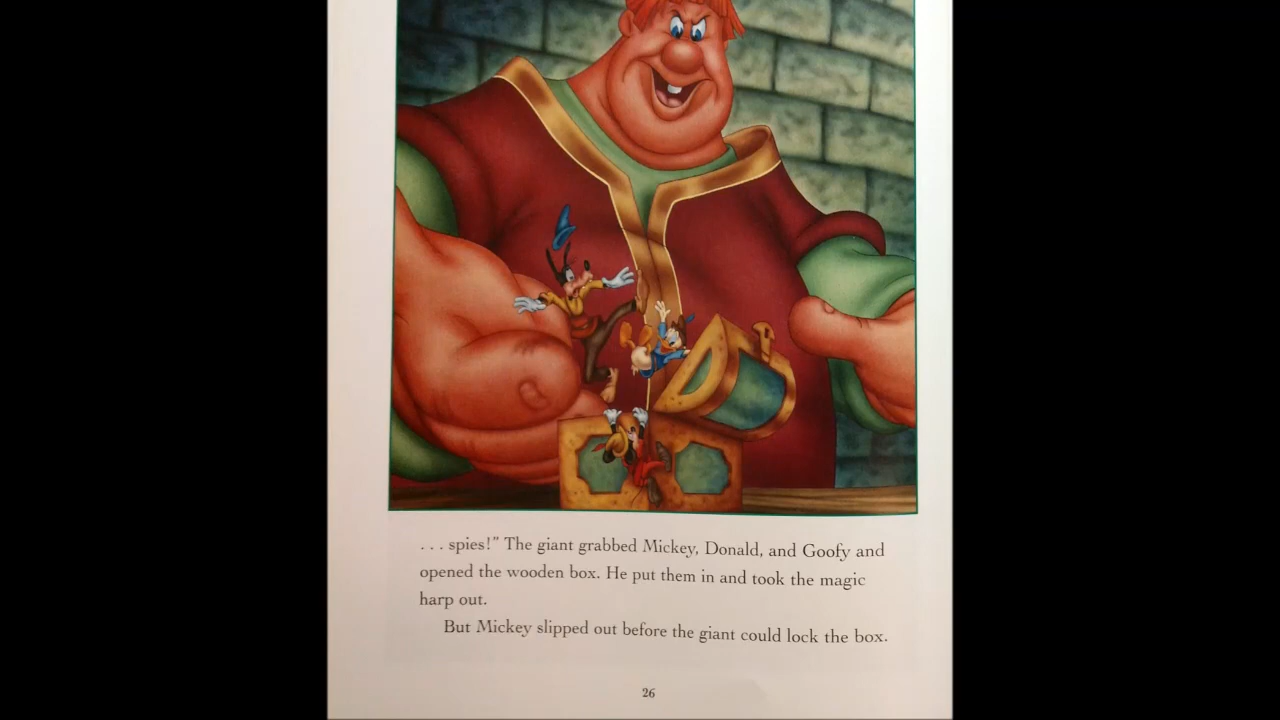 . . . spies!” The giant grabbed Mickey, Donald, and Goofy and
opened the wooden box. He put them in and took the magic
harp out.
But Mickey slipped out before the giant could lock the box.
26